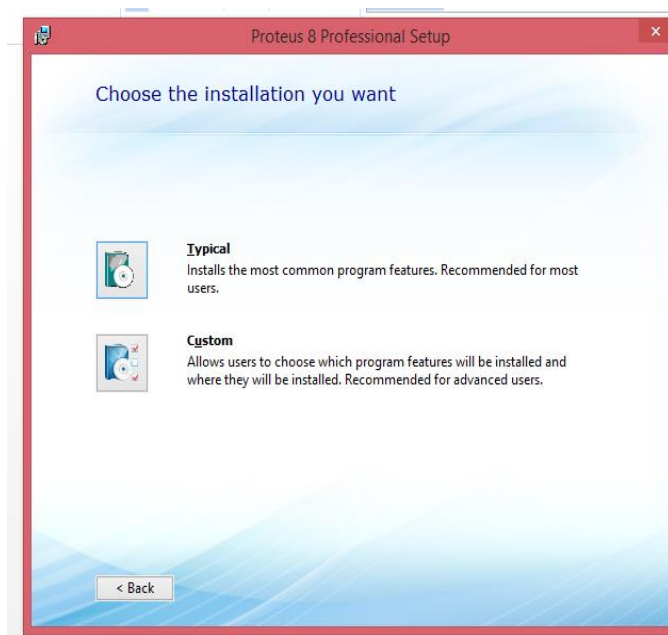 Proteus 8 Professional Setup
Choose the installation you want
Typical
Installs the most common program features. Recommended for most
users.
Custom
Allows users to choose which program features will be installed and
where they will be installed. Recommended for advanced users.
< Back